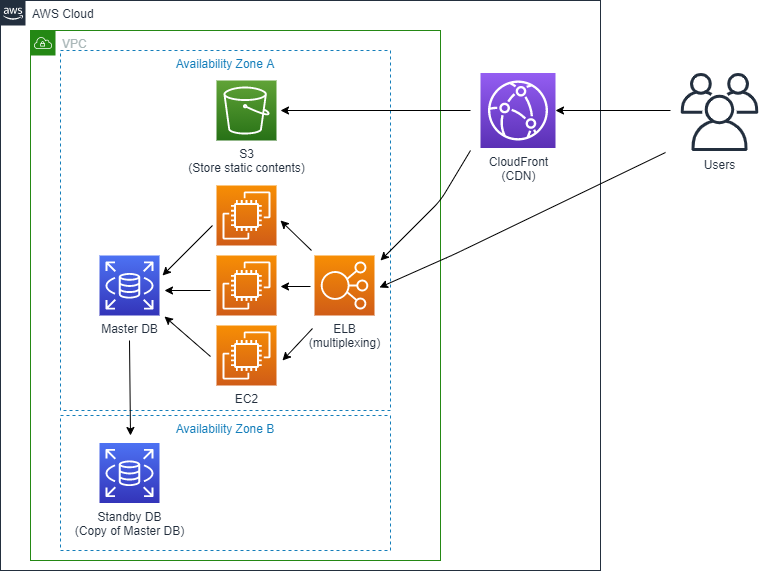 aws
AWS Cloud
VPC
Availability Zone A
S3
(Store static contents)
CloudFront
(CDN)
Users
Master DB
ELB
(multiplexing)
EC2
Availability Zone B
Standby DB
(Copy of Master DB)